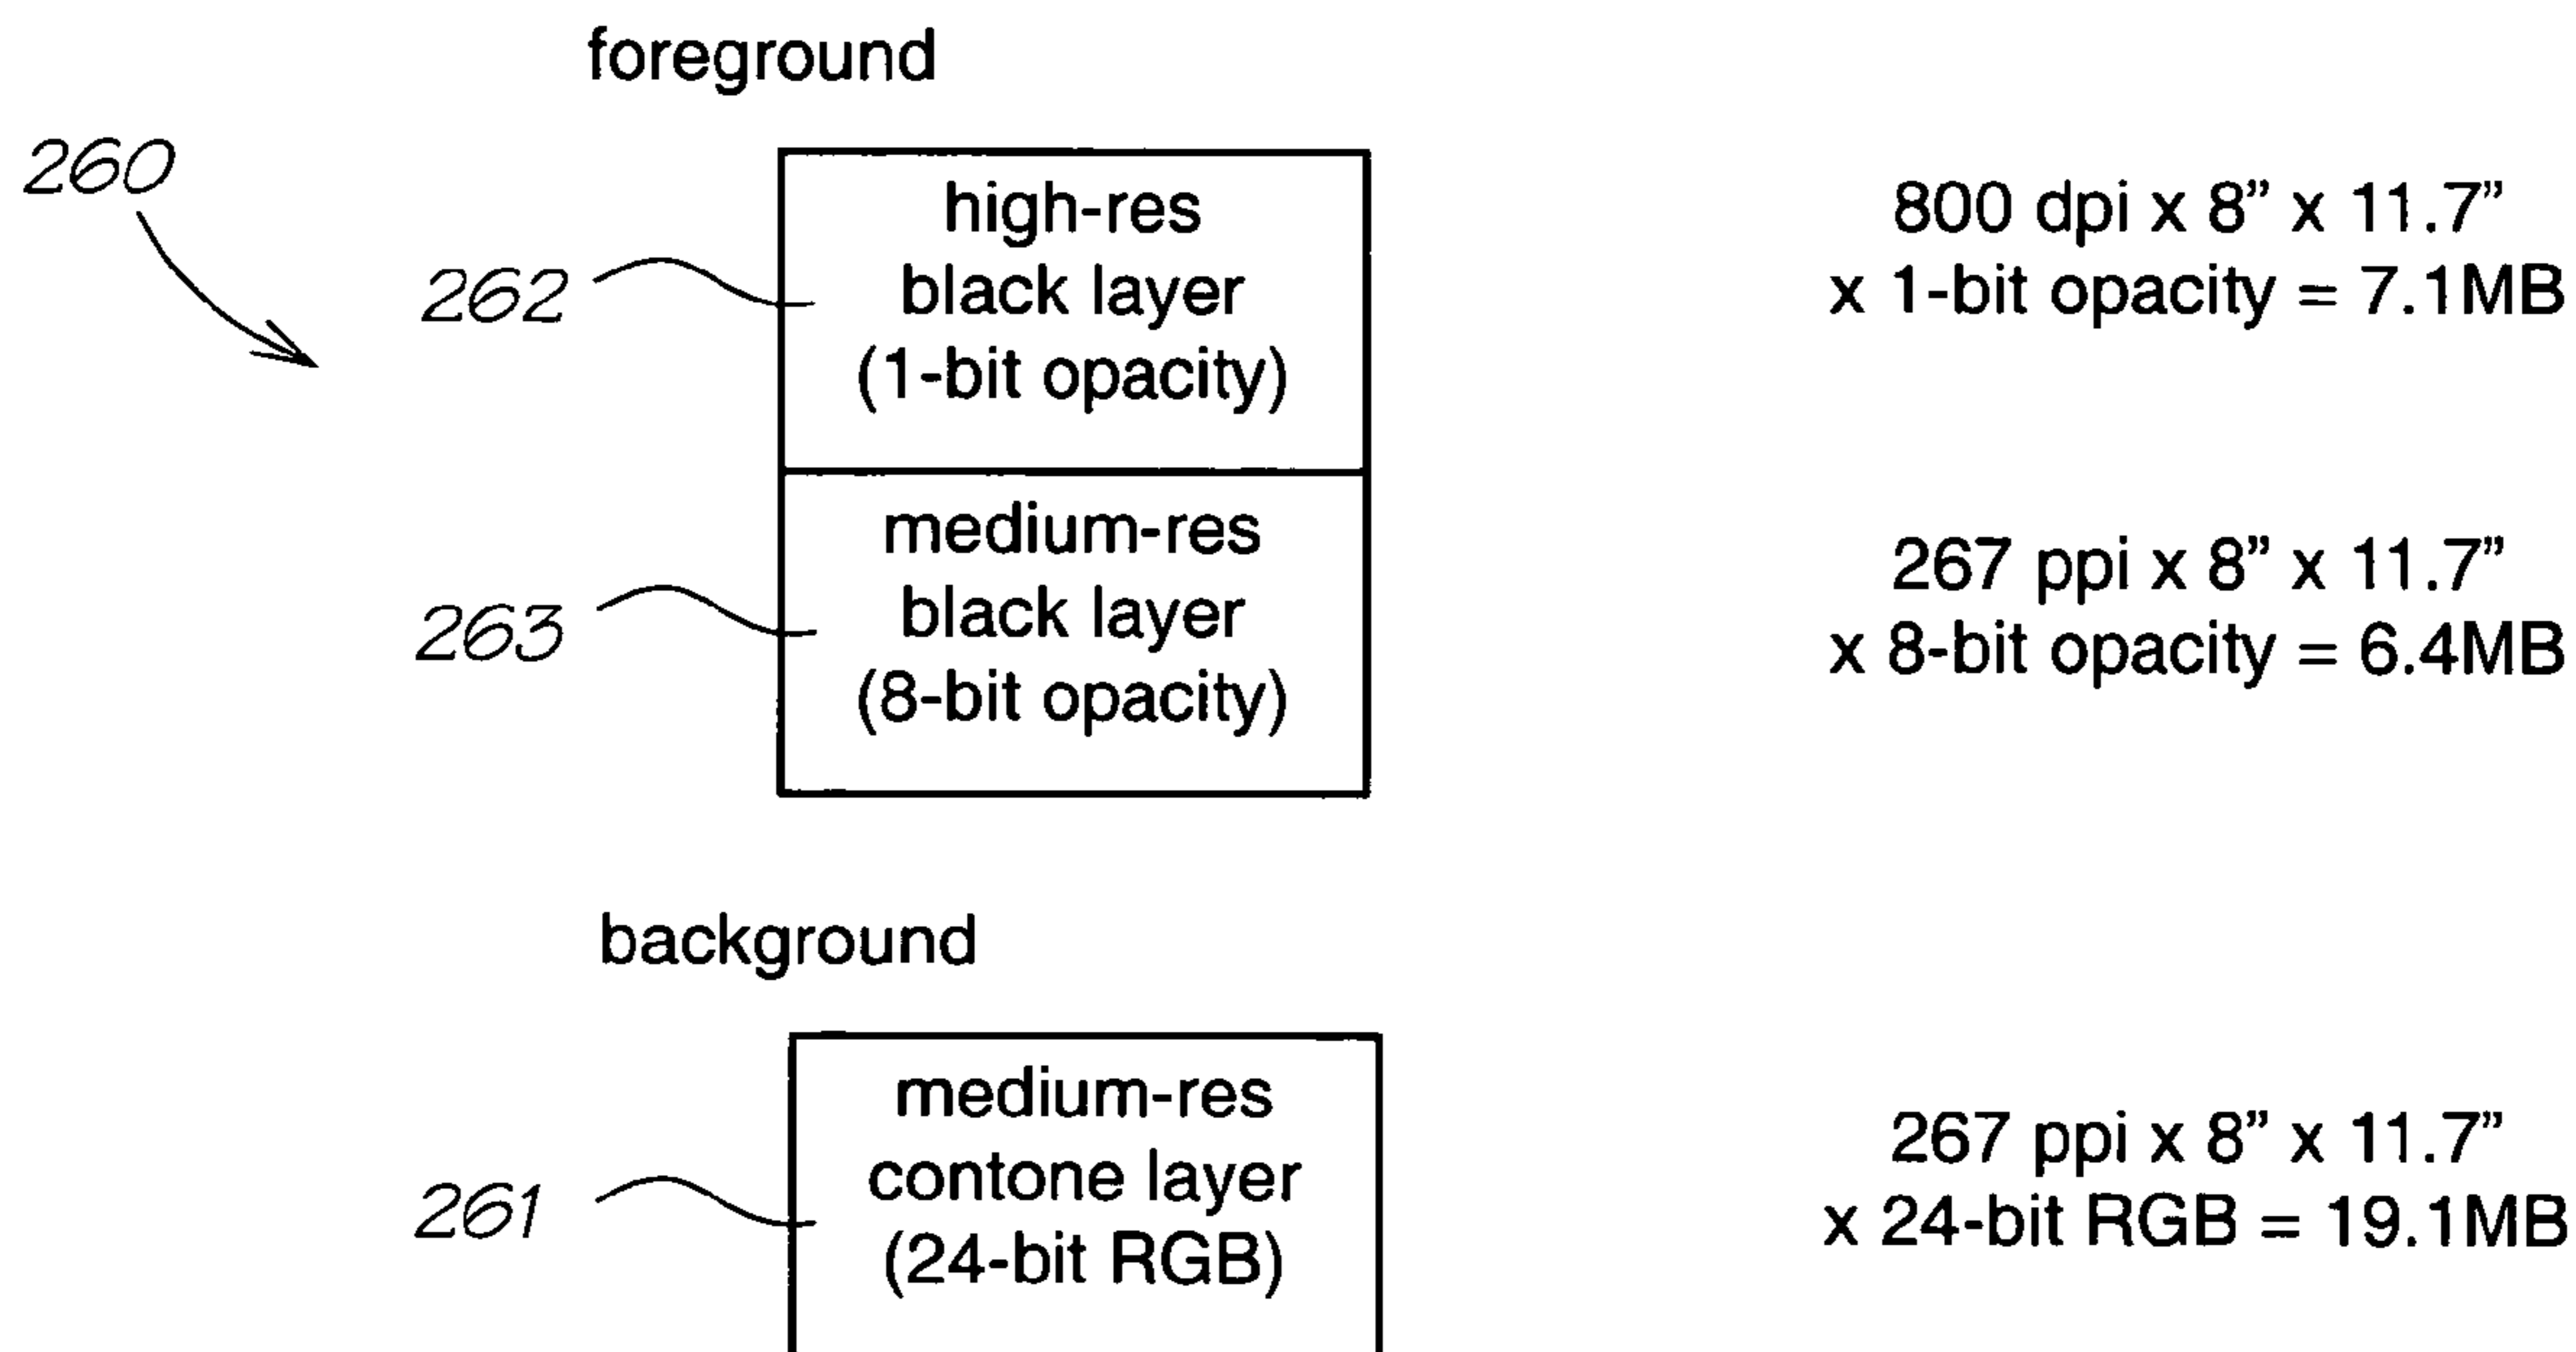 foreground
260
262
high-res
black layer
(1-bit opacity)
800 dpi x 8” x 11.7”
x 1-bit opacity = 7.1MB
263
medium-res
black layer
(8-bit opacity)
267 ppi x 8” x 11.7”
x 8-bit opacity = 6.4MB
background
261
medium-res
contone layer
(24-bit RGB)
267 ppi x 8” x 11.7”
x 24-bit RGB = 19.1MB